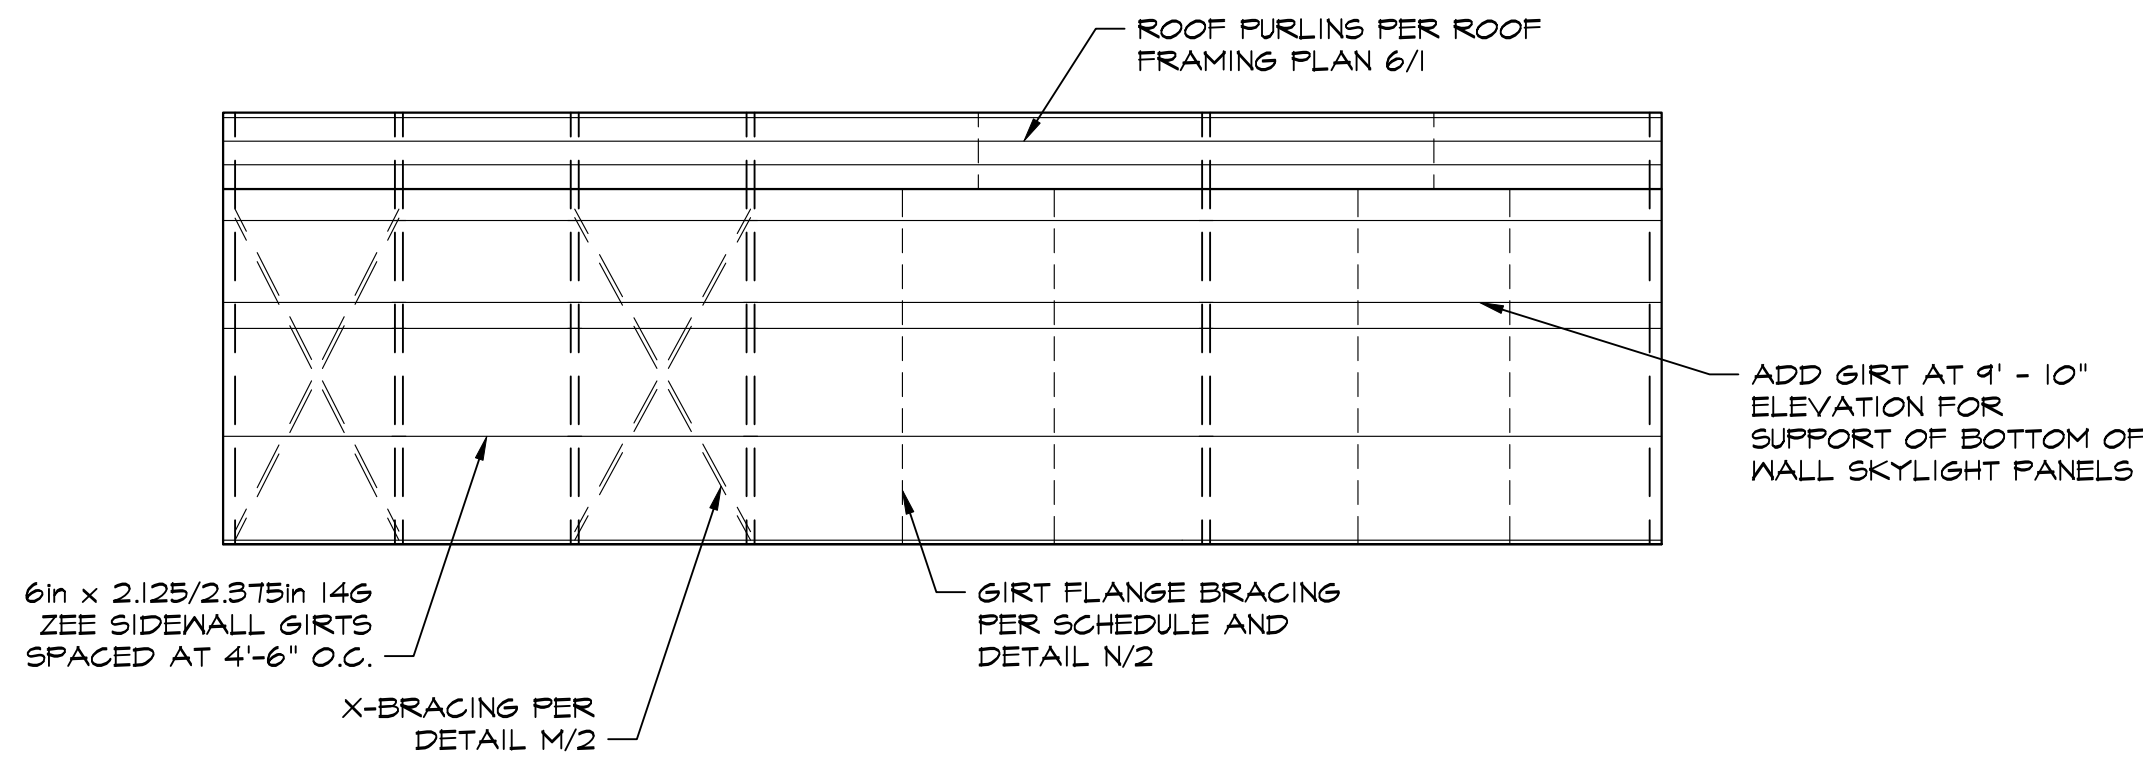 ROOF PURLINS PER ROOF
FRAMING PLAN 6/1
ADD GIRT AT 9' - 10"
ELEVATION FOR
SUPPORT OF BOTTOM OF
WALL SKYLIGHT PANELS
6in x 2.125/2.375in 14G
ZEE SIDEWALL GIRTS
SPACED AT 4'-6" O.C.
GIRT FLANGE BRACING
PER SCHEDULE AND
DETAIL N/2
X-BRACING PER
DETAIL M/2